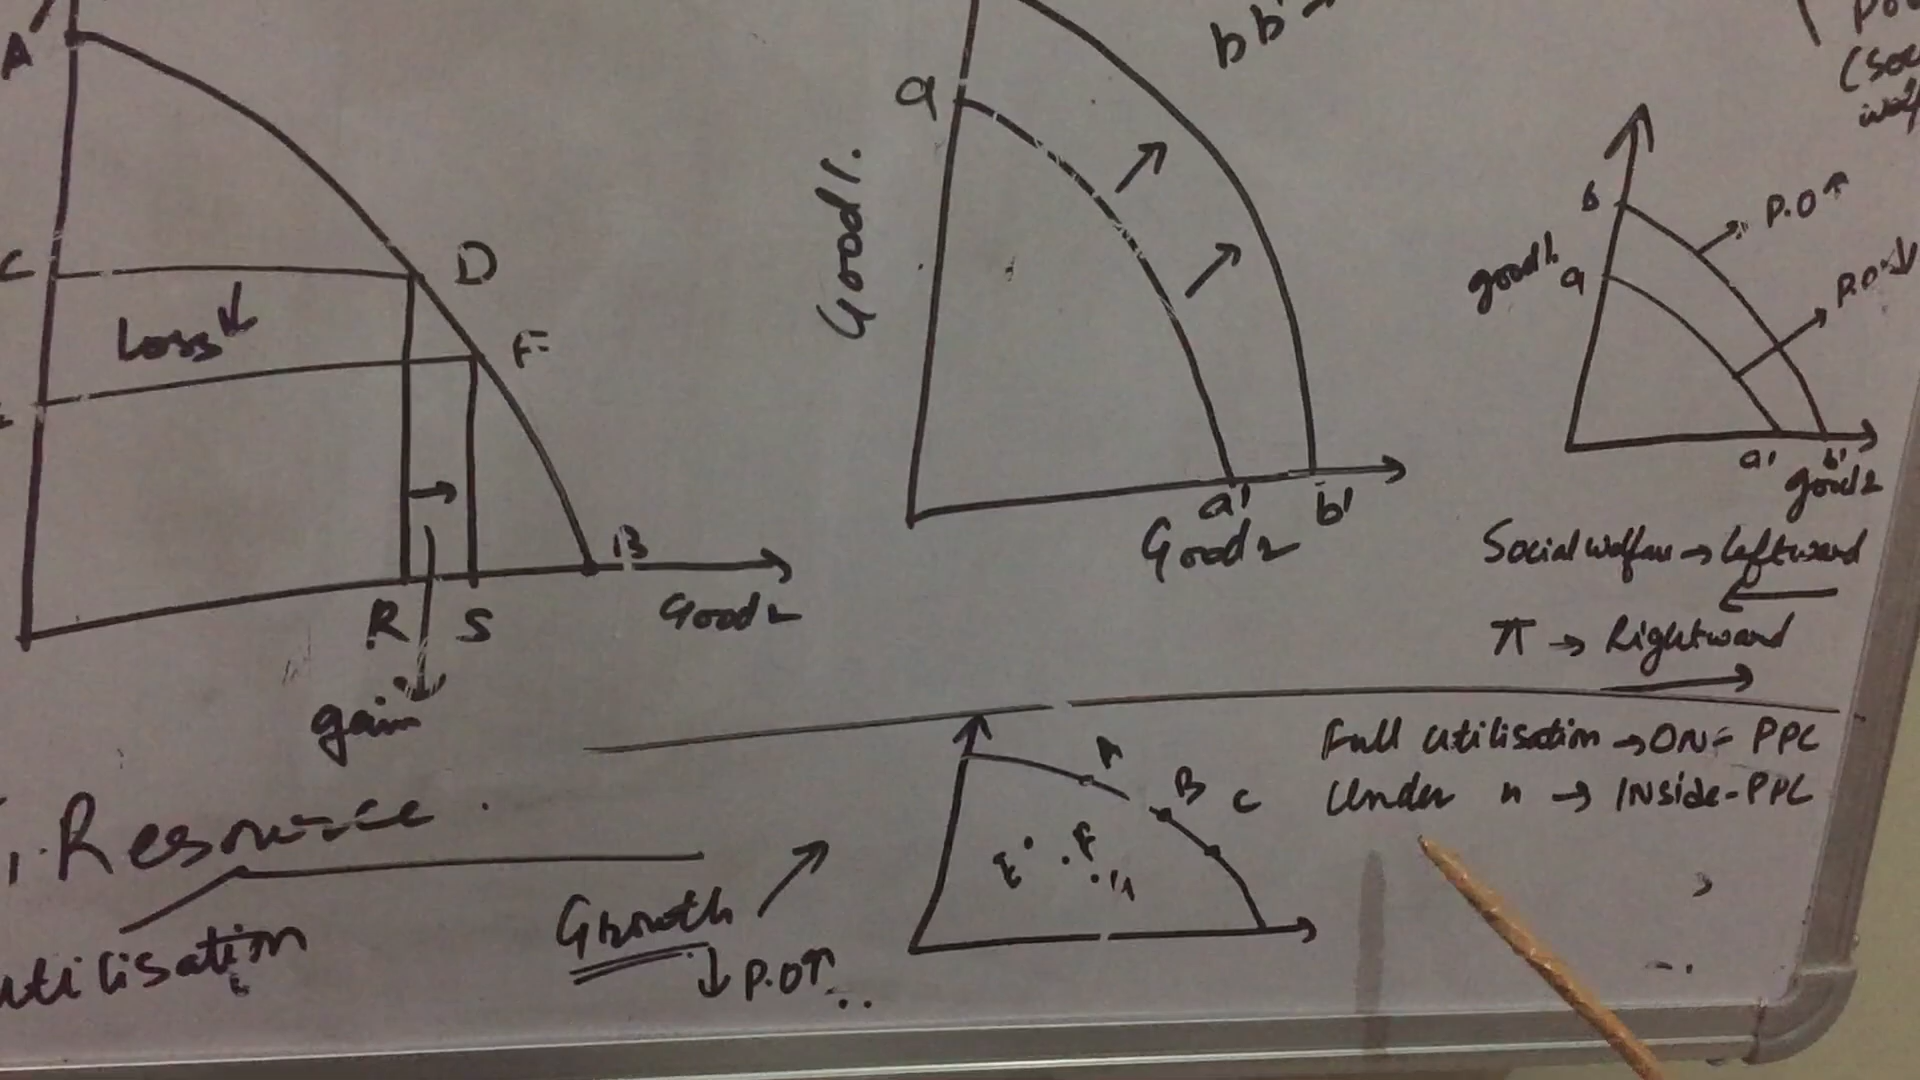 A
C
D
Loss
F
B
R
S
Good 2
gain
bb' →
a
Good 1.
a'
b'
Good 2
(Soc
P.O ↑
b
good 1
a
P.O ↓
a'
b'
good 2
Social welfare → Leftward
π → Rightward
Full utilisation → ON - PPC
Under " → INside - PPC
A
B
C
E
F
Resource
utilisation
Growth
↓ P.O ↑